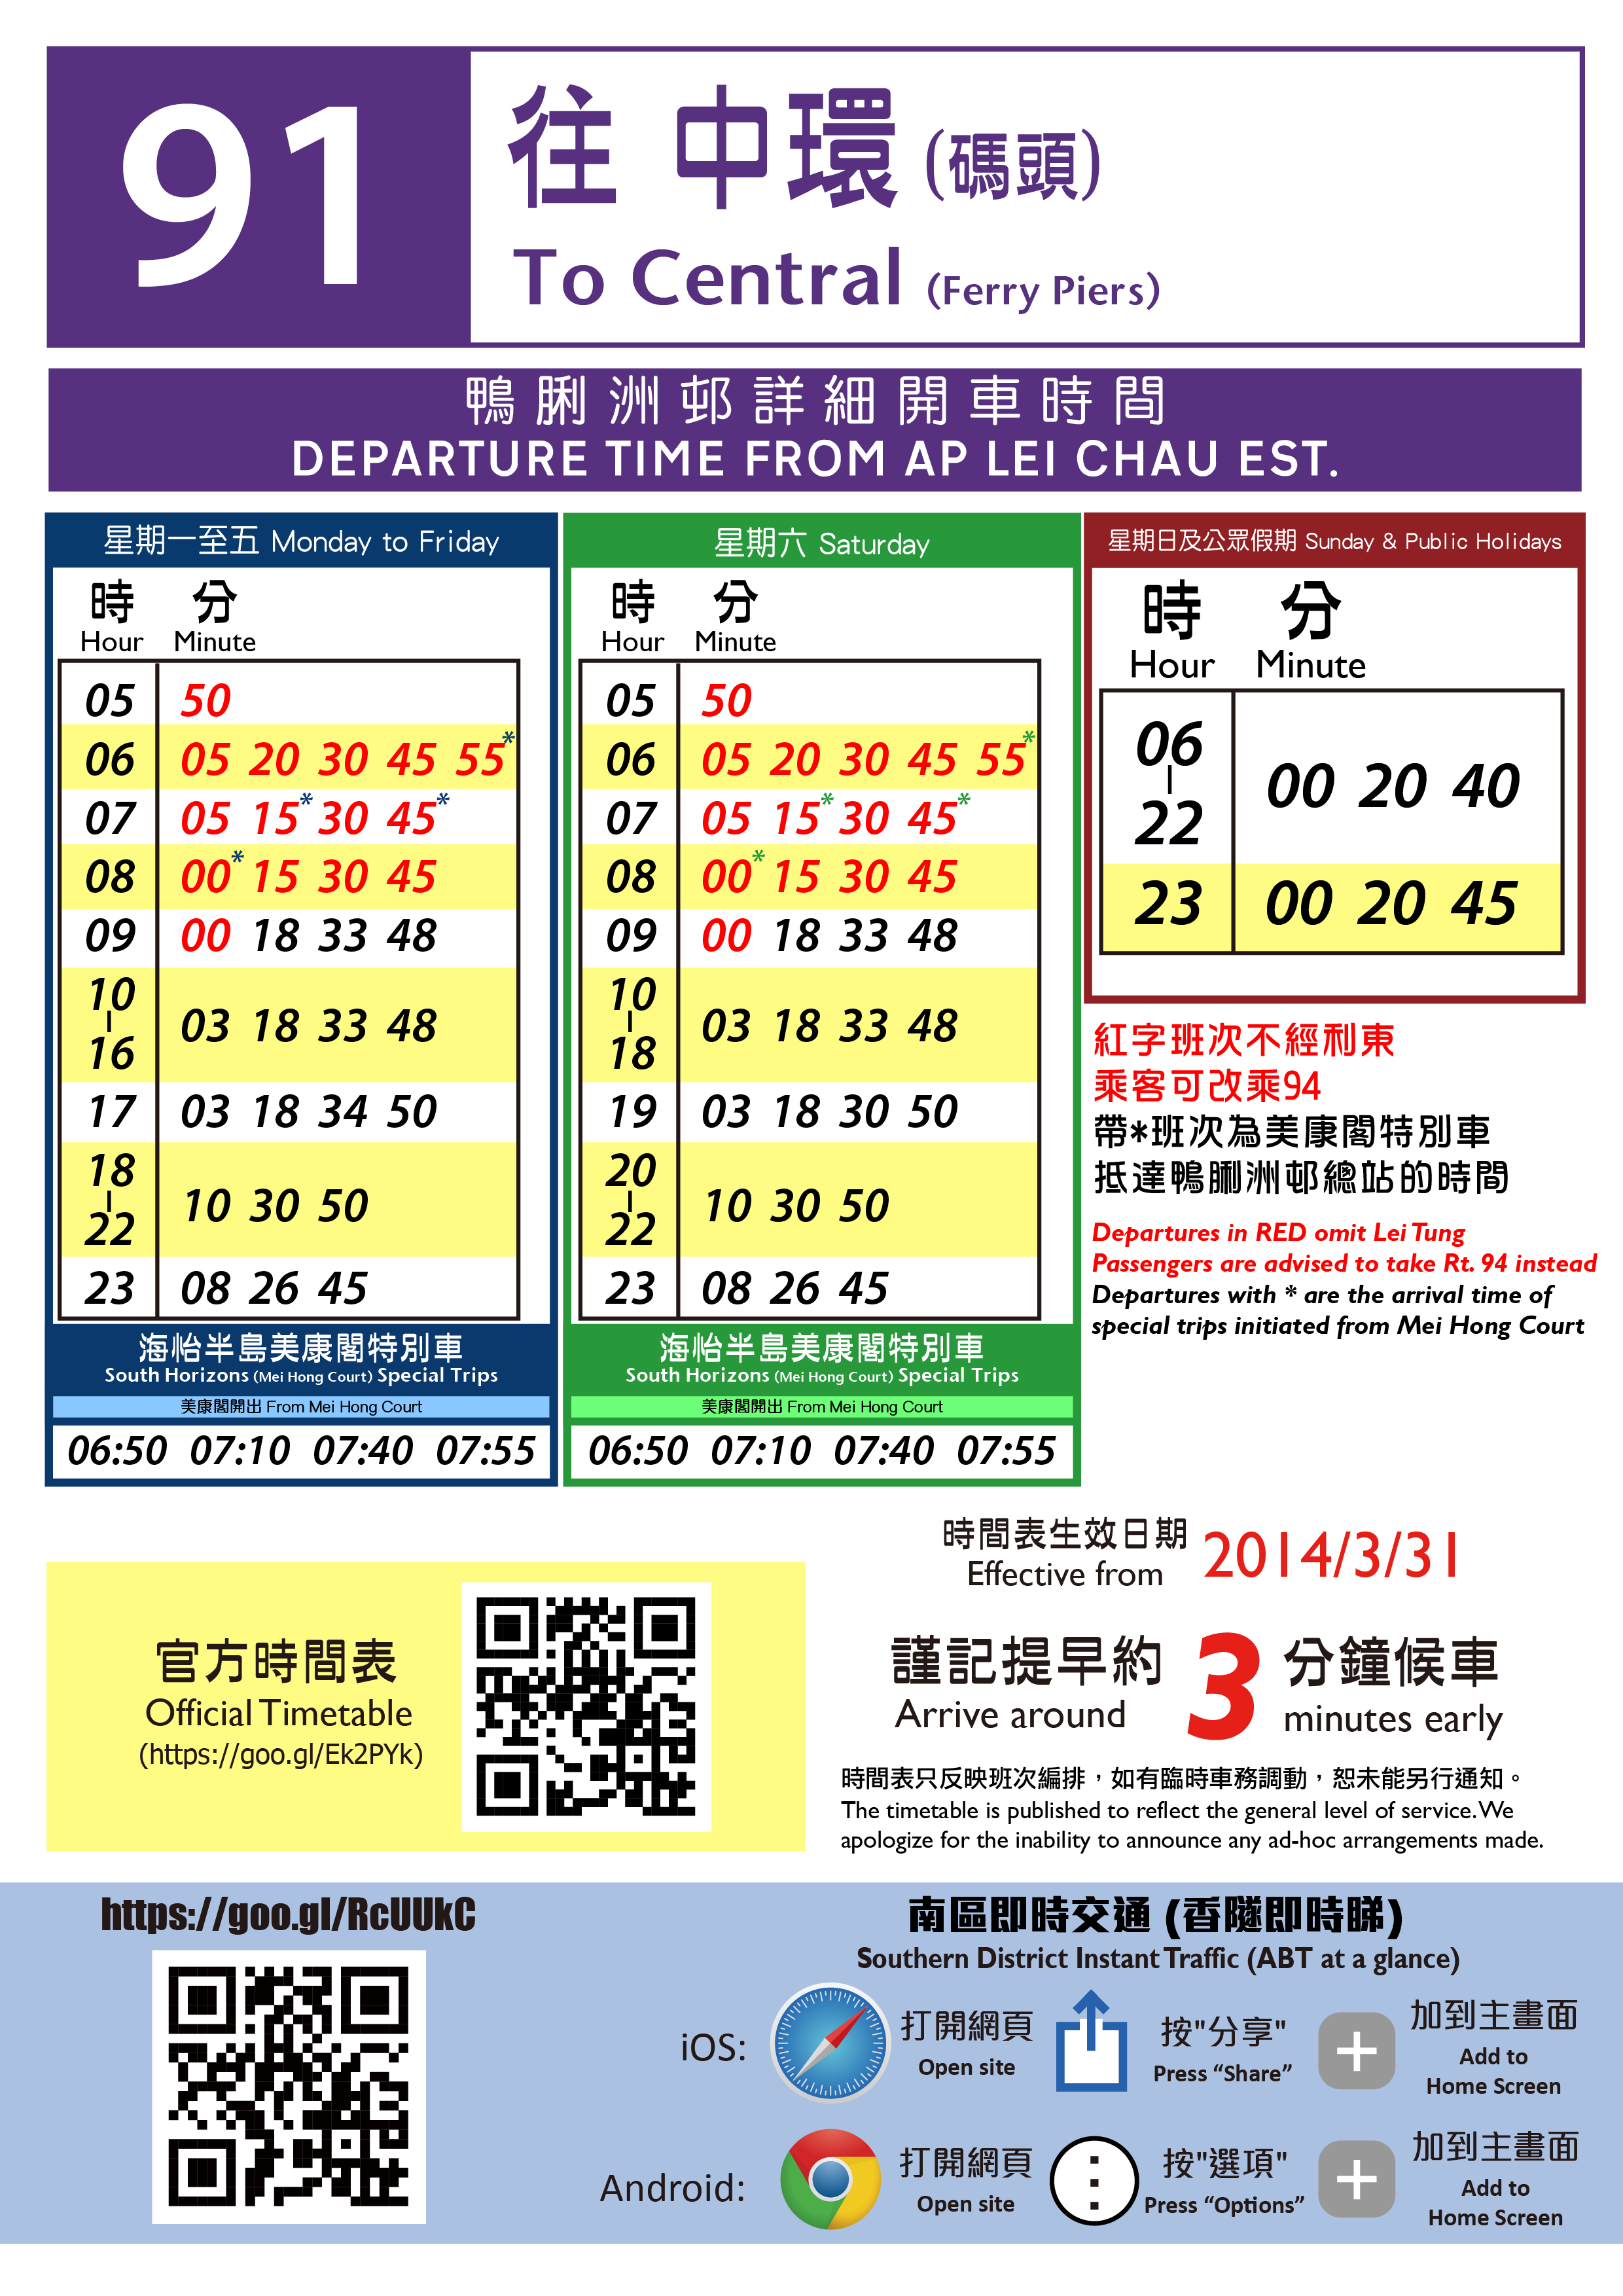 91
往 中環 (碼頭)
To Central (Ferry Piers)
鴨脷洲邨詳細開車時間
DEPARTURE TIME FROM AP LEI CHAU EST.
星期一至五 Monday to Friday
時 分
Hour Minute
05 50
06 05 20 30 45 55*
07 05 15* 30 45*
08 00* 15 30 45
09 00 18 33 48
10
|
16
03 18 33 48
17 03 18 34 50
18
|
22
10 30 50
23 08 26 45
海怡半島美康閣特別車
South Horizons (Mei Hong Court) Special Trips
美康閣開出 From Mei Hong Court
06:50 07:10 07:40 07:55
星期六 Saturday
時 分
Hour Minute
05 50
06 05 20 30 45 55*
07 05 15* 30 45*
08 00* 15 30 45
09 00 18 33 48
10
|
18
03 18 33 48
19 03 18 30 50
20
|
22
10 30 50
23 08 26 45
海怡半島美康閣特別車
South Horizons (Mei Hong Court) Special Trips
美康閣開出 From Mei Hong Court
06:50 07:10 07:40 07:55
星期日及公眾假期 Sunday & Public Holidays
時 分
Hour Minute
06
|
22
00 20 40
23 00 20 45
紅字班次不經利東
乘客可改乘94
帶*班次為美康閣特別車
抵達鴨脷洲邨總站的時間
Departures in RED omit Lei Tung
Passengers are advised to take Rt. 94 instead
Departures with * are the arrival time of
special trips initiated from Mei Hong Court
時間表生效日期
Effective from
2014/3/31
官方時間表
Official Timetable
(https://goo.gl/Ek2PYk)
謹記提早約 3 分鐘候車
Arrive around minutes early
時間表只反映班次編排，如有臨時車務調動，恕未能另行通知。
The timetable is published to reflect the general level of service. We
apologize for the inability to announce any ad-hoc arrangements made.
https://goo.gl/RcUUkC
南區即時交通 (香隧即時睇)
Southern District Instant Traffic (ABT at a glance)
iOS:
打開網頁
Open site
按"分享"
Press “Share”
加到主畫面
Add to
Home Screen
Android:
打開網頁
Open site
按"選項"
Press “Options”
加到主畫面
Add to
Home Screen